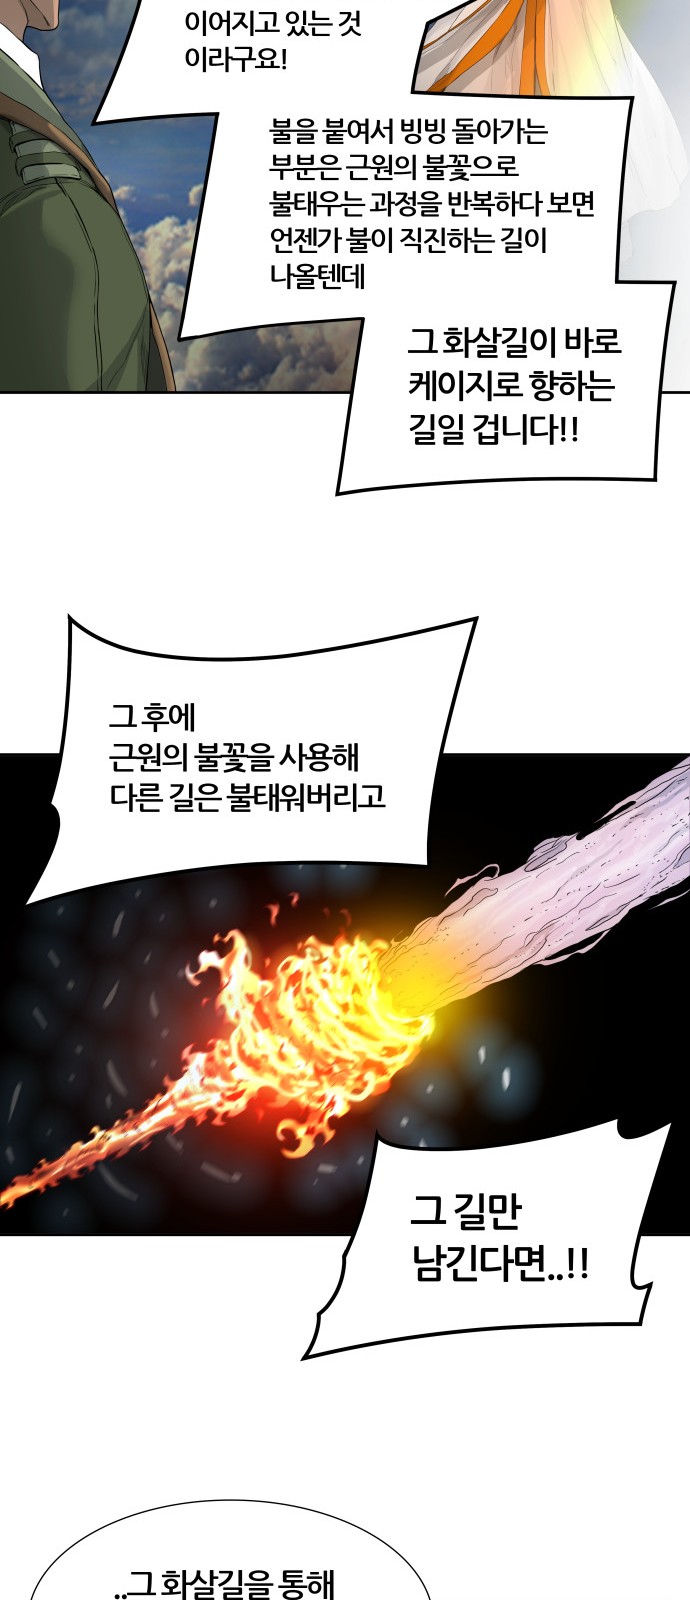 이어지고 있는 것
이라구요!
불을 붙여서 빙빙 돌아가는
부분은 근원의 불꽃으로
불태우는 과정을 반복하다 보면
언젠가 불이 직진하는 길이
나올텐데
그 화살길이 바로
케이지로 향하는
길일 겁니다!!
그 후에
근원의 불꽃을 사용해
다른 길은 불태워버리고
그 길만
남긴다면..!!
..그 화살길을 통해